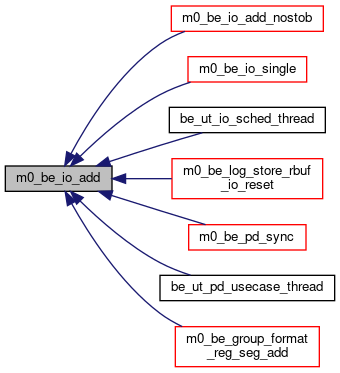 m0_be_io_add_nostob
m0_be_io_single
be_ut_io_sched_thread
m0_be_io_add
m0_be_log_store_rbuf
_io_reset
m0_be_pd_sync
be_ut_pd_usecase_thread
m0_be_group_format
_reg_seg_add